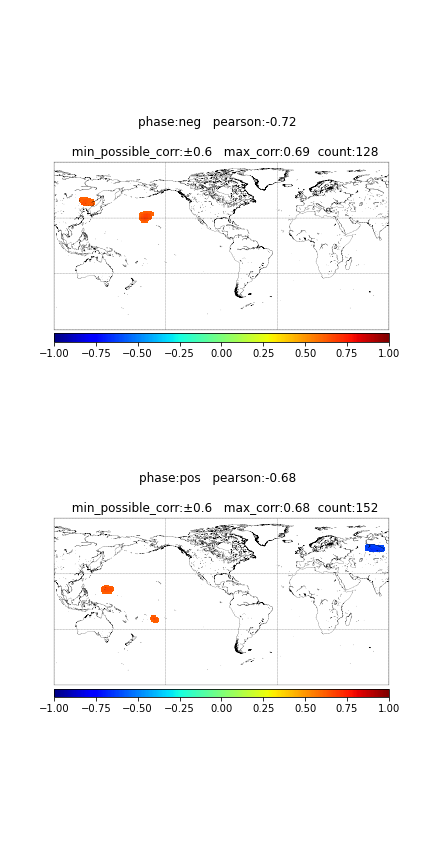 phase:neg   pearson:-0.72
min_possible_corr:±0.6   max_corr:0.69  count:128
−1.00 −0.75 −0.50 −0.25 0.00 0.25 0.50 0.75 1.00
phase:pos   pearson:-0.68
min_possible_corr:±0.6   max_corr:0.68  count:152
−1.00 −0.75 −0.50 −0.25 0.00 0.25 0.50 0.75 1.00